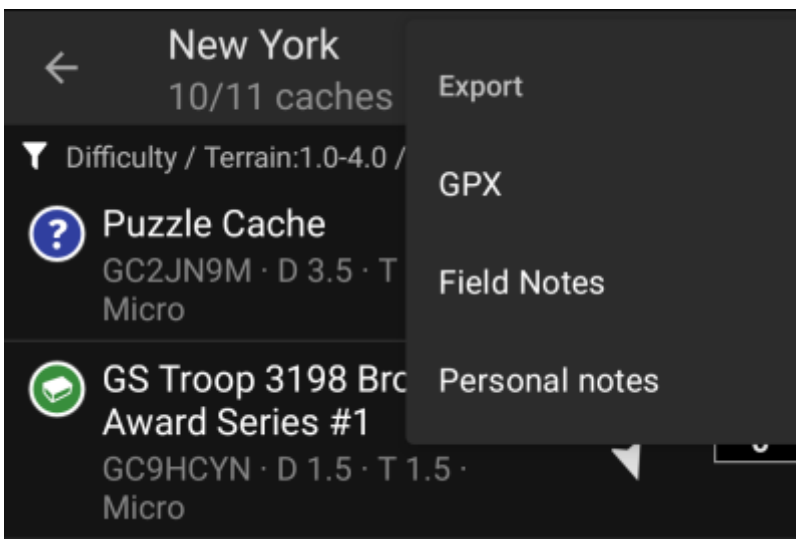 New York
10/11 caches
Difficulty / Terrain:1.0-4.0 /
Puzzle Cache
GC2JN9M · D 3.5 · T
Micro
GS Troop 3198 Bro
Award Series #1
GC9HCYN · D 1.5 · T 1.5 ·
Micro
Export
GPX
Field Notes
Personal notes